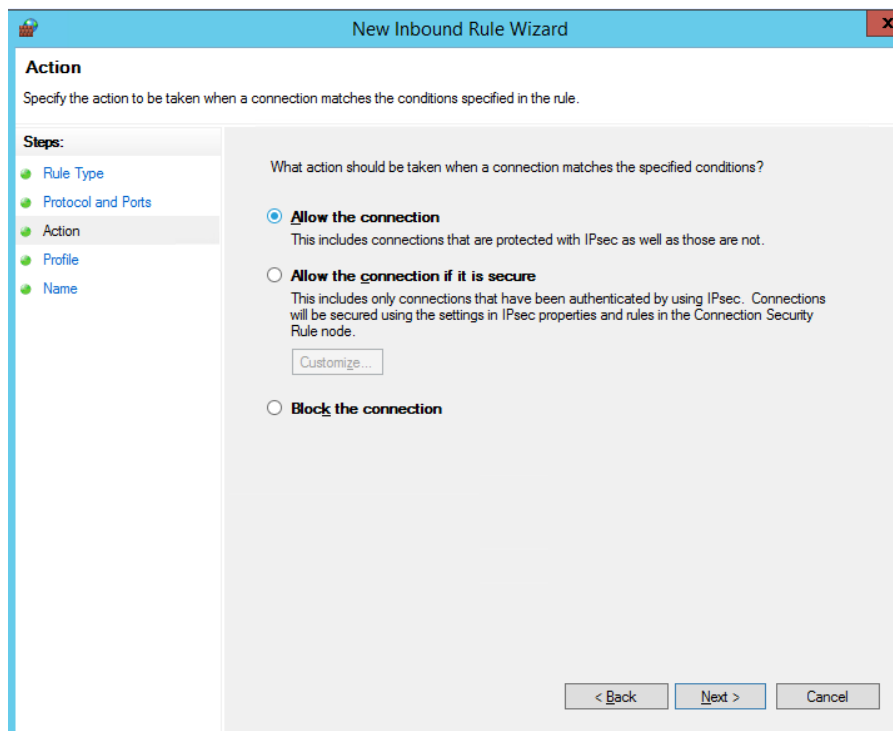 New Inbound Rule Wizard
x
Action
Specify the action to be taken when a connection matches the conditions specified in the rule.
Steps:
Rule Type
Protocol and Ports
Action
Profile
Name
What action should be taken when a connection matches the specified conditions?
Allow the connection
This includes connections that are protected with IPsec as well as those are not.
Allow the connection if it is secure
This includes only connections that have been authenticated by using IPsec. Connections
will be secured using the settings in IPsec properties and rules in the Connection Security
Rule node.
Customize...
Block the connection
< Back
Next >
Cancel